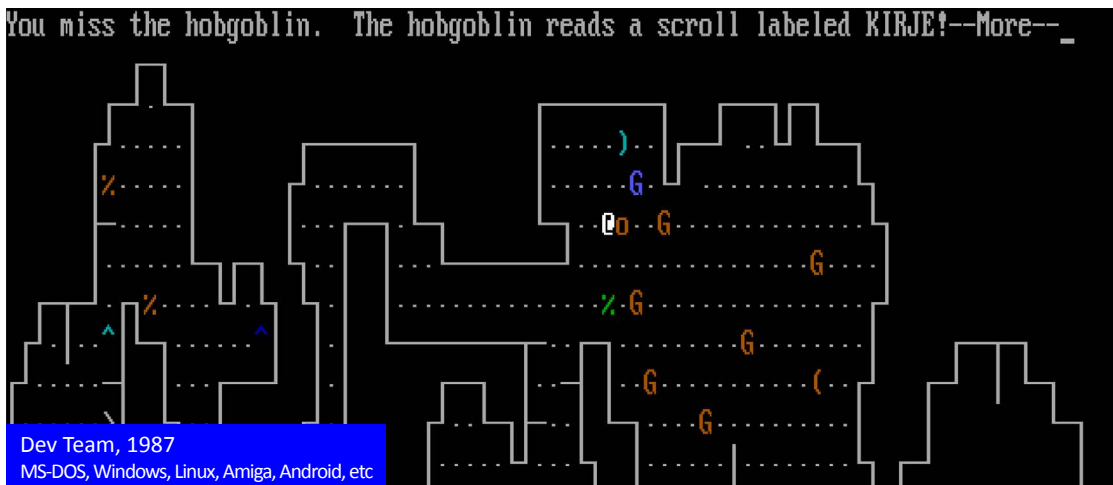 You miss the hobgoblin.  The hobgoblin reads a scroll labeled KIRJE!--More--_
Dev Team, 1987
MS-DOS, Windows, Linux, Amiga, Android, etc